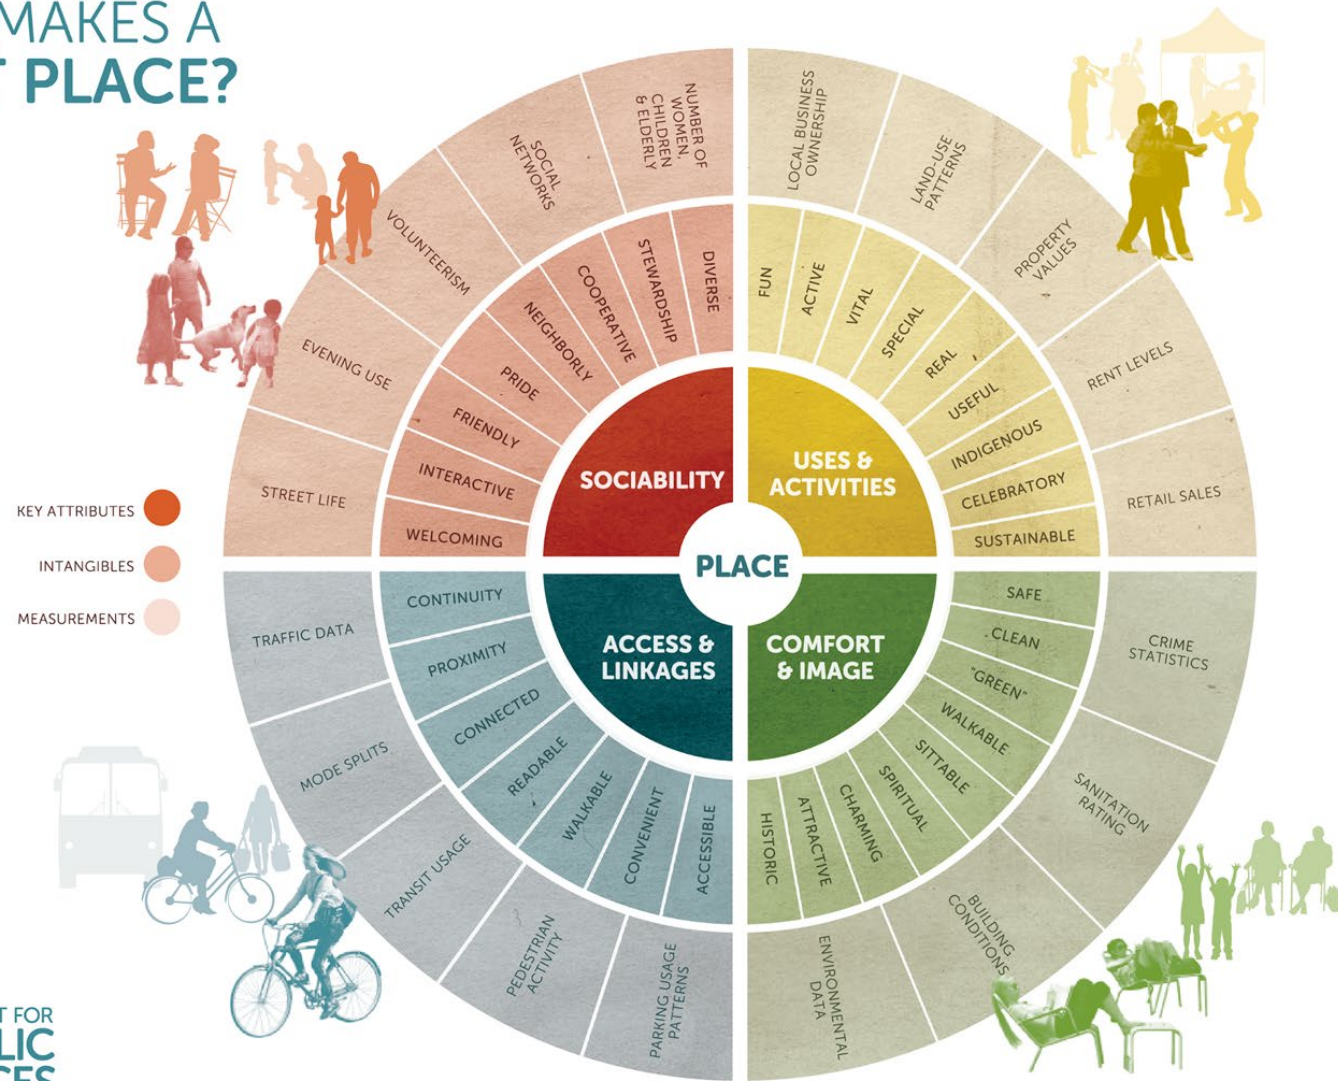 MAKES A
T PLACE?
NUMBER OF
WOMEN,
CHILDREN
& ELDERLY
SOCIAL
NETWORKS
VOLUNTEERISM
EVENING USE
STREET LIFE
LOCAL BUSINESS
OWNERSHIP
LAND-USE
PATTERNS
PROPERTY
VALUES
RENT LEVELS
RETAIL SALES
DIVERSE
STEWARDSHIP
COOPERATIVE
NEIGHBORLY
PRIDE
FRIENDLY
INTERACTIVE
WELCOMING
FUN
ACTIVE
VITAL
SPECIAL
REAL
USEFUL
INDIGENOUS
CELEBRATORY
SUSTAINABLE
SOCIABILITY
USES &
ACTIVITIES
PLACE
ACCESS &
LINKAGES
COMFORT
& IMAGE
KEY ATTRIBUTES
INTANGIBLES
MEASUREMENTS
CONTINUITY
PROXIMITY
CONNECTED
READABLE
WALKABLE
CONVENIENT
ACCESSIBLE
SAFE
CLEAN
"GREEN"
WALKABLE
SITTABLE
SPIRITUAL
CHARMING
ATTRACTIVE
HISTORIC
TRAFFIC DATA
MODE SPLITS
TRANSIT USAGE
PEDESTRIAN
ACTIVITY
PARKING USAGE
PATTERNS
CRIME
STATISTICS
SANITATION
RATING
BUILDING
CONDITIONS
ENVIRONMENTAL
DATA
T FOR
LIC
CES